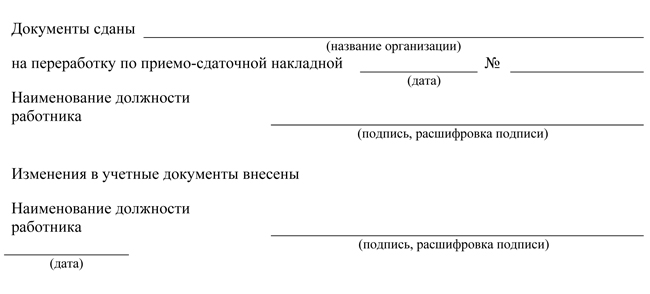 Документы сданы
(название организации)
на переработку по приемо-сдаточной накладной №
(дата)
Наименование должности
работника
(подпись, расшифровка подписи)
Изменения в учетные документы внесены
Наименование должности
работника
(подпись, расшифровка подписи)
(дата)